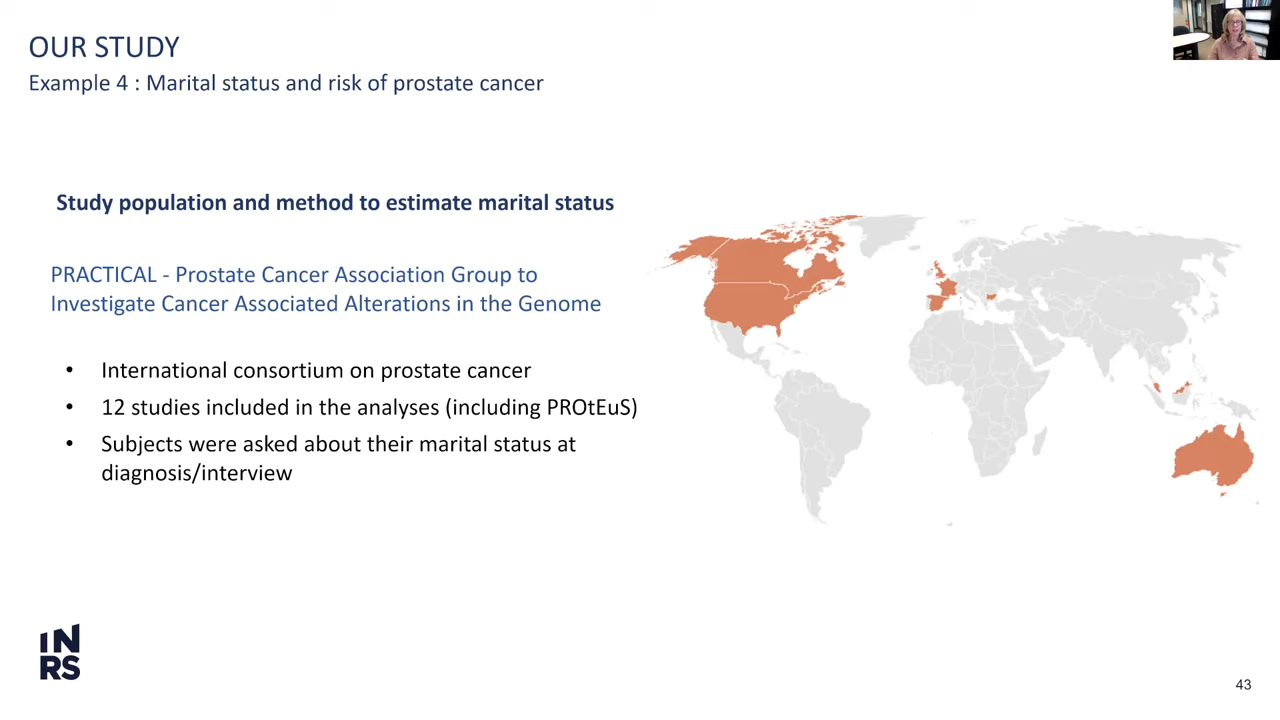 OUR STUDY
Example 4 : Marital status and risk of prostate cancer
Study population and method to estimate marital status
PRACTICAL - Prostate Cancer Association Group to
Investigate Cancer Associated Alterations in the Genome
• International consortium on prostate cancer
• 12 studies included in the analyses (including PROtEuS)
• Subjects were asked about their marital status at
diagnosis/interview
IN
RS
43